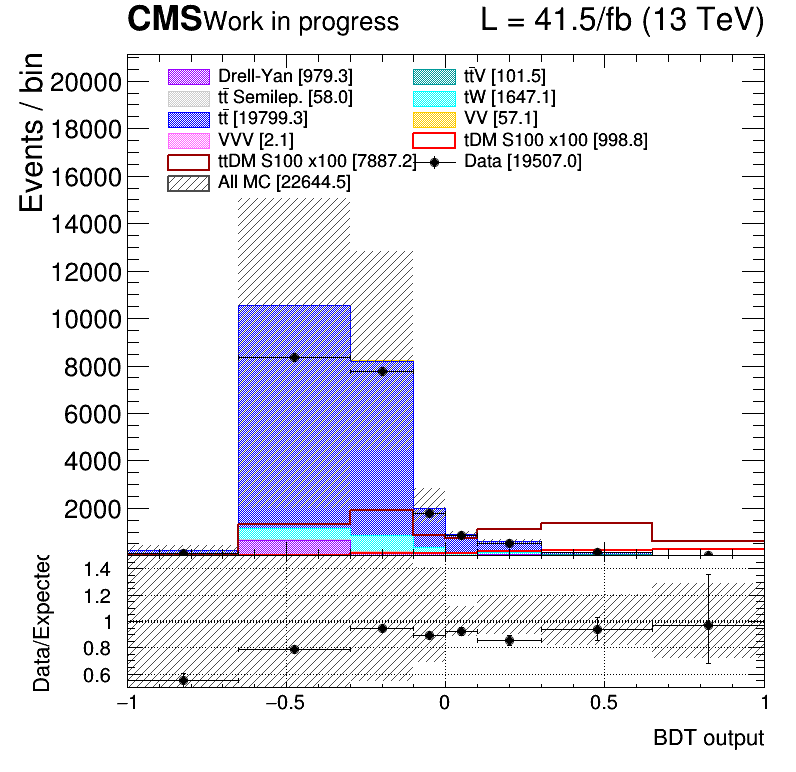 CMS Work in progress L = 41.5/fb (13 TeV)
Events / bin
20000
18000
16000
14000
12000
10000
8000
6000
4000
2000
Drell-Yan [979.3]
tt̄V [101.5]
tt̄ Semilep. [58.0]
tW [1647.1]
tt̄ [19799.3]
VV [57.1]
VVV [2.1]
tDM S100 x100 [998.8]
ttDM S100 x100 [7887.2]
Data [19507.0]
All MC [22644.5]
Data/Expected
1.4
1.2
1
0.8
0.6
−1 −0.5 0 0.5 1
BDT output